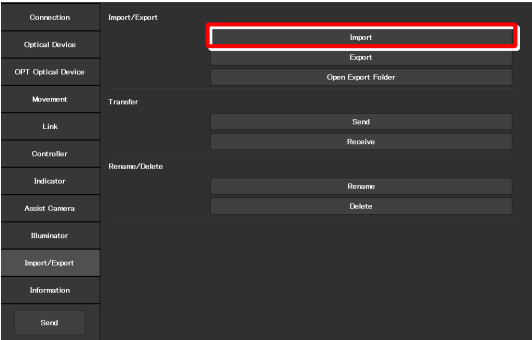 Connection
Optical Device
OPT Optical Device
Movement
Link
Controller
Indicator
Assist Camera
Illuminator
Import/Export
Information
Send
Import/Export
Import
Export
Open Export Folder
Transfer
Send
Receive
Rename/Delete
Rename
Delete